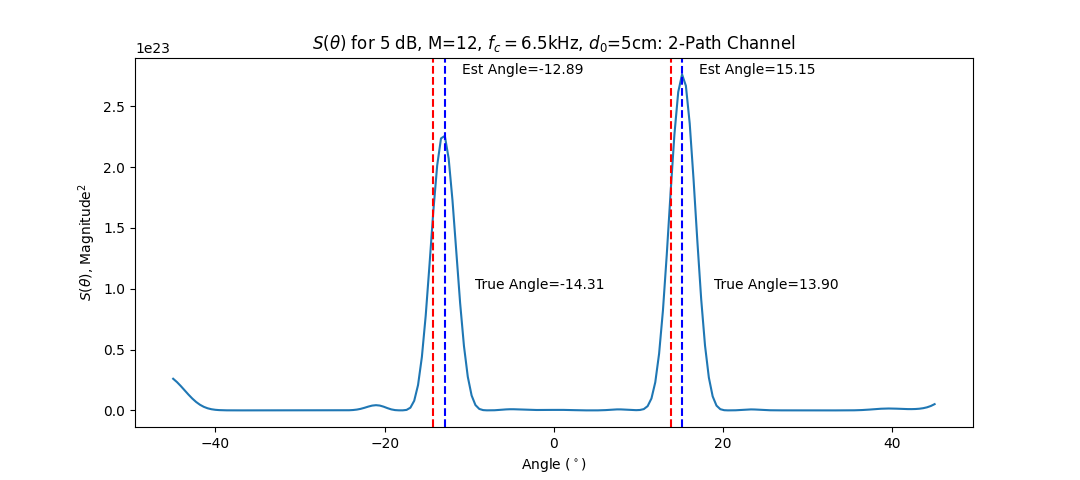 S(θ) for 5 dB, M=12, f_c = 6.5kHz, d_0=5cm: 2-Path Channel
1e23
Est Angle=-12.89
Est Angle=15.15
2.5
2.0
1.5
1.0
0.5
0.0
S(θ), Magnitude²
True Angle=-14.31
True Angle=13.90
−40
−20
0
20
40
Angle (°)